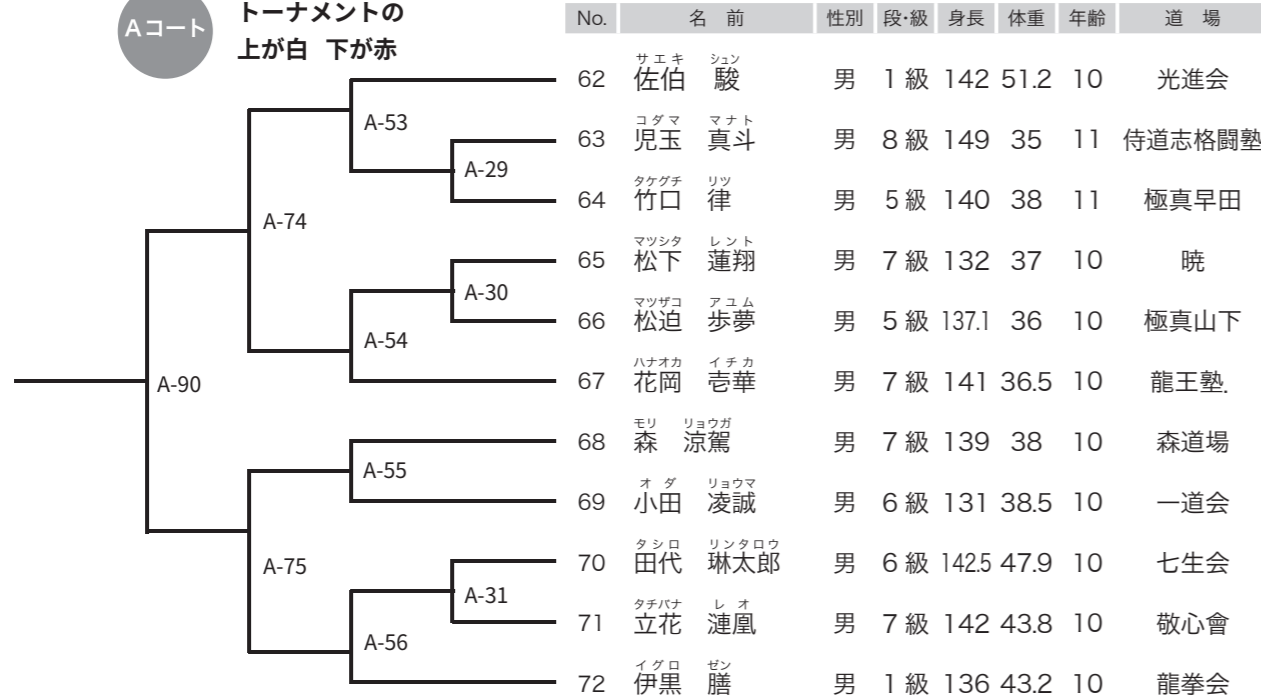 Aコート
トーナメントの
上が白 下が赤
No. 名 前 性別 段・級 身長 体重 年齢 道 場
サエキ シュン
62 佐伯 駿 男 1級 142 51.2 10 光進会
A-53
コダマ マナト
63 児玉 真斗 男 8級 149 35 11 侍道志格闘塾
A-29
タケグチ リツ
64 竹口 律 男 5級 140 38 11 極真早田
A-74
マツシタ レント
65 松下 蓮翔 男 7級 132 37 10 暁
A-30
マツザコ アユム
66 松迫 歩夢 男 5級 137.1 36 10 極真山下
A-54
ハナオカ イチカ
67 花岡 壱華 男 7級 141 36.5 10 龍王塾.
A-90
モリ リョウガ
68 森 涼駕 男 7級 139 38 10 森道場
A-55
オダ リョウマ
69 小田 凌誠 男 6級 131 38.5 10 一道会
タシロ リンタロウ
70 田代 琳太郎 男 6級 142.5 47.9 10 七生会
A-75
A-31
タチバナ レオ
71 立花 漣凰 男 7級 142 43.8 10 敬心會
A-56
イグロ ゼン
72 伊黒 膳 男 1級 136 43.2 10 龍拳会